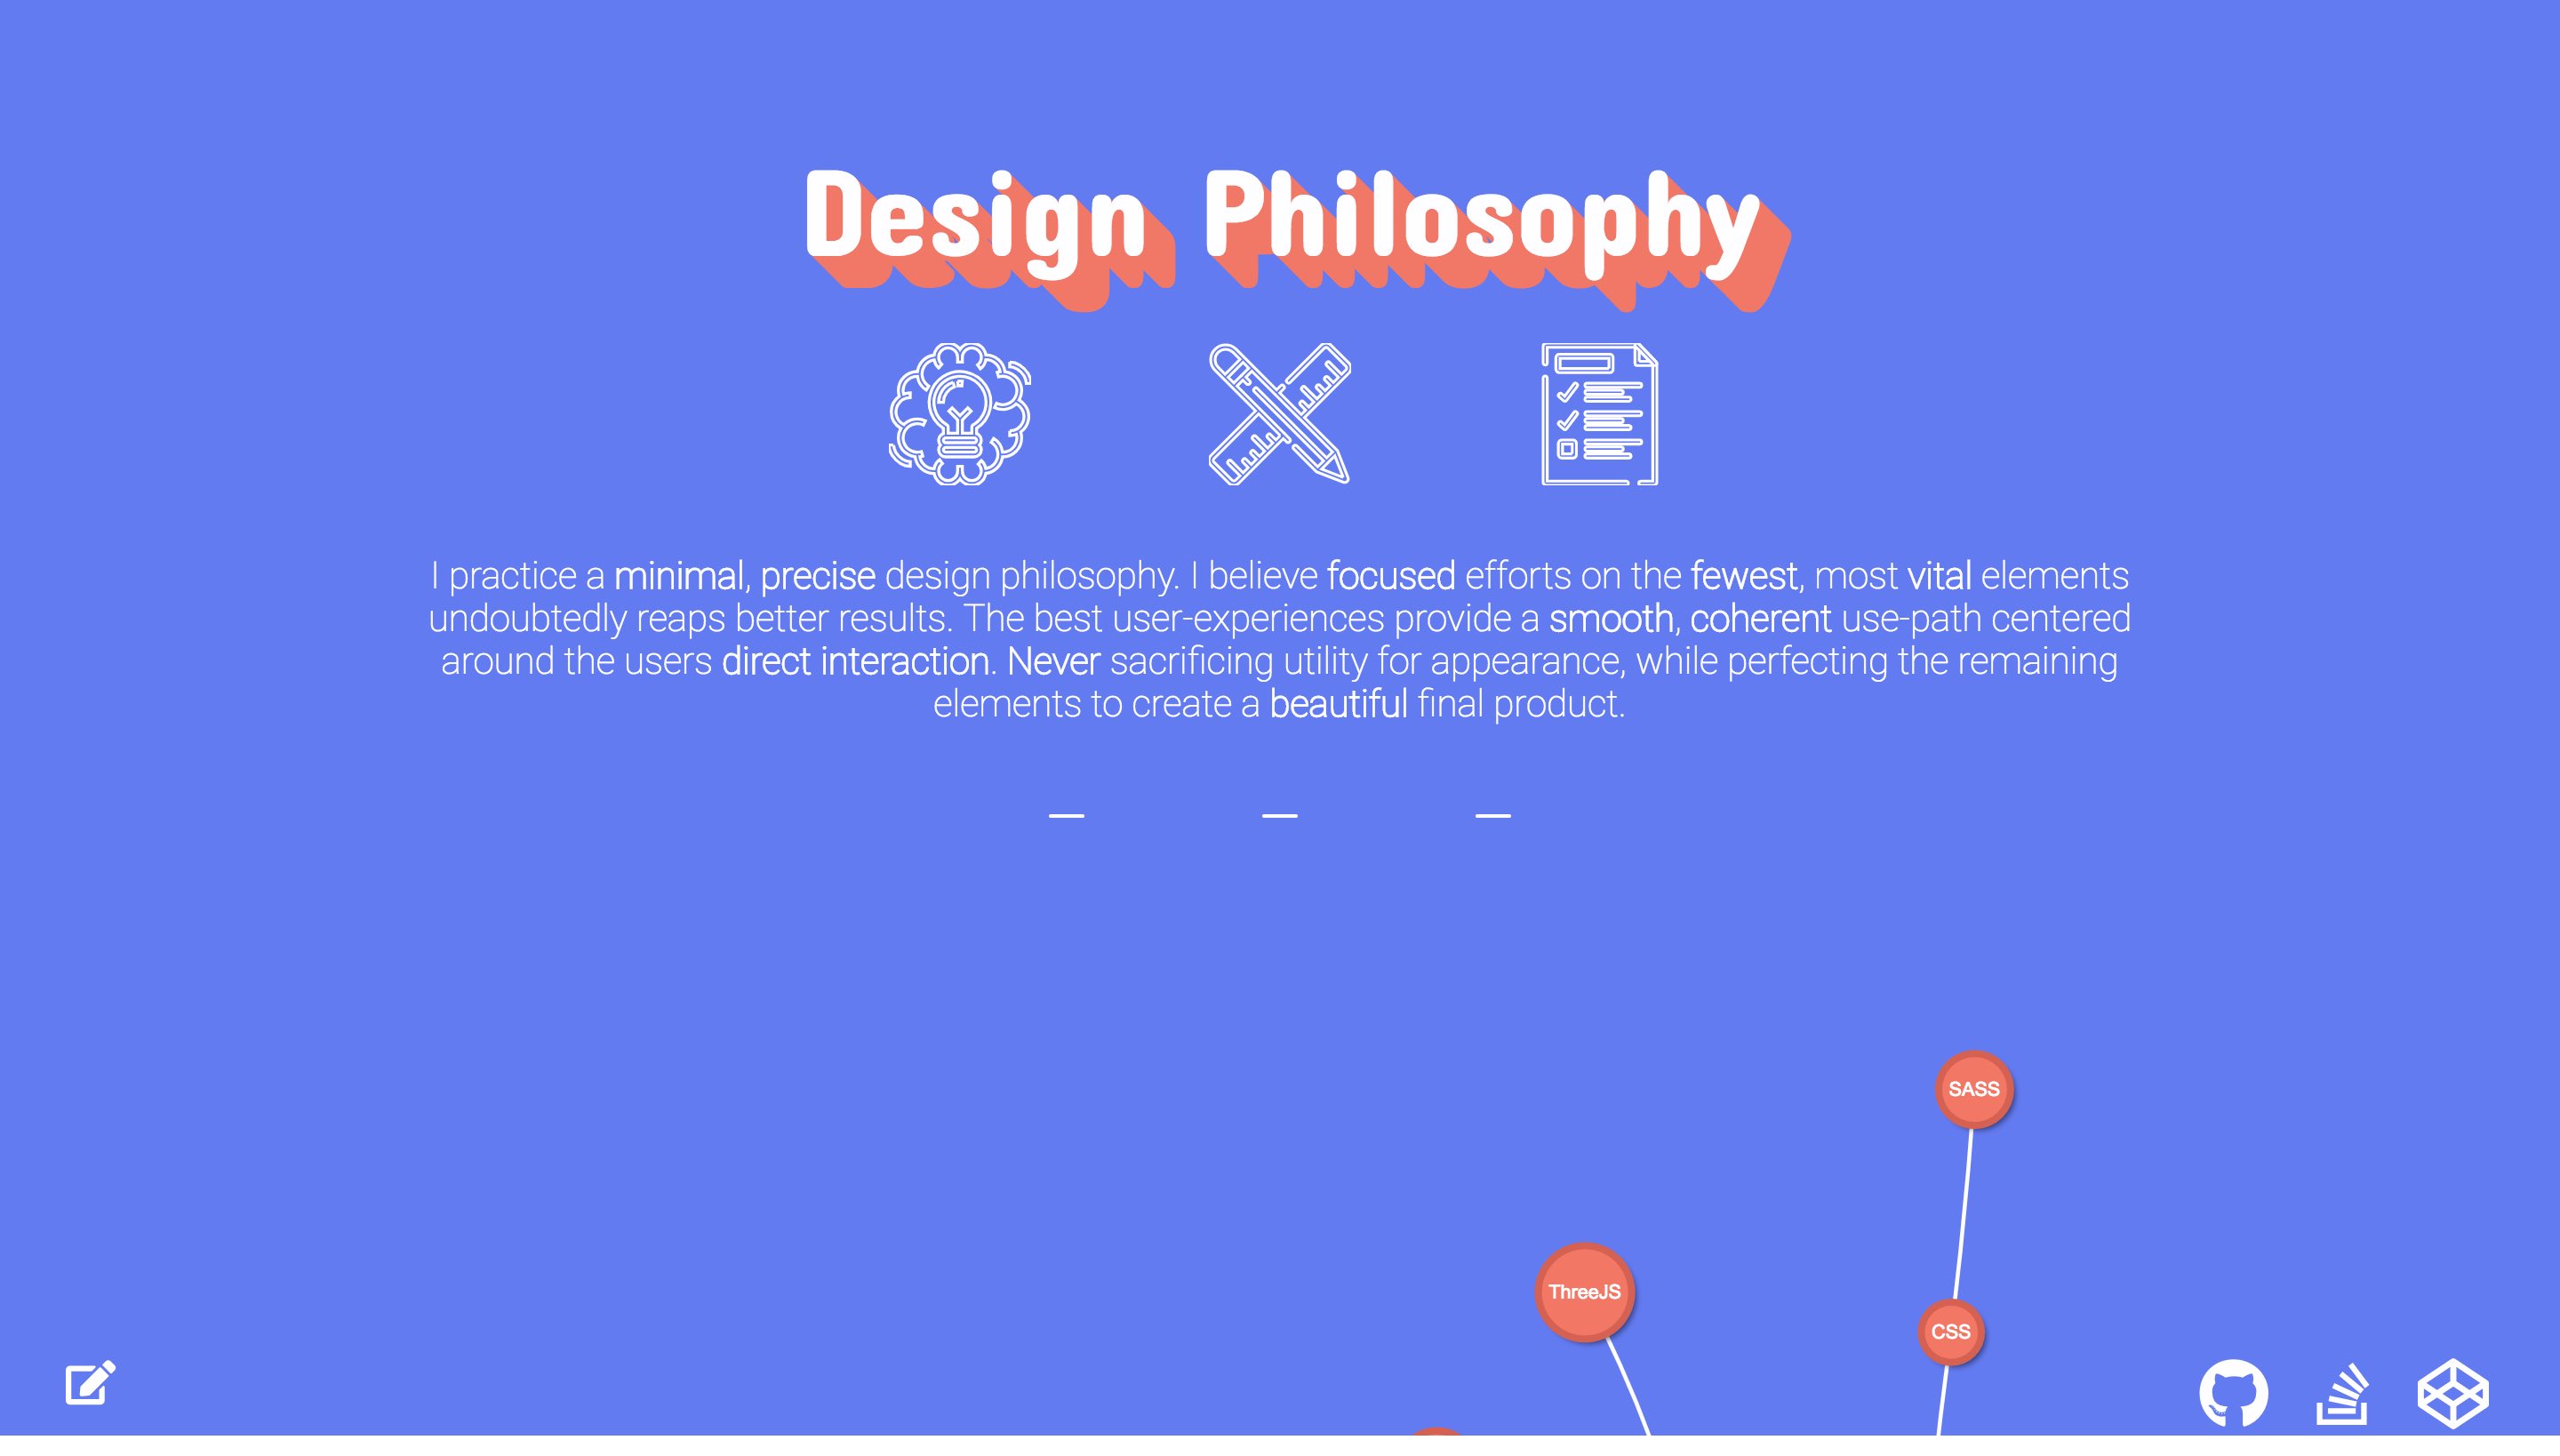 Design Philosophy
I practice a minimal, precise design philosophy. I believe focused efforts on the fewest, most vital elements
undoubtedly reaps better results. The best user-experiences provide a smooth, coherent use-path centered
around the users direct interaction. Never sacrificing utility for appearance, while perfecting the remaining
elements to create a beautiful final product.
SASS
ThreeJS
CSS